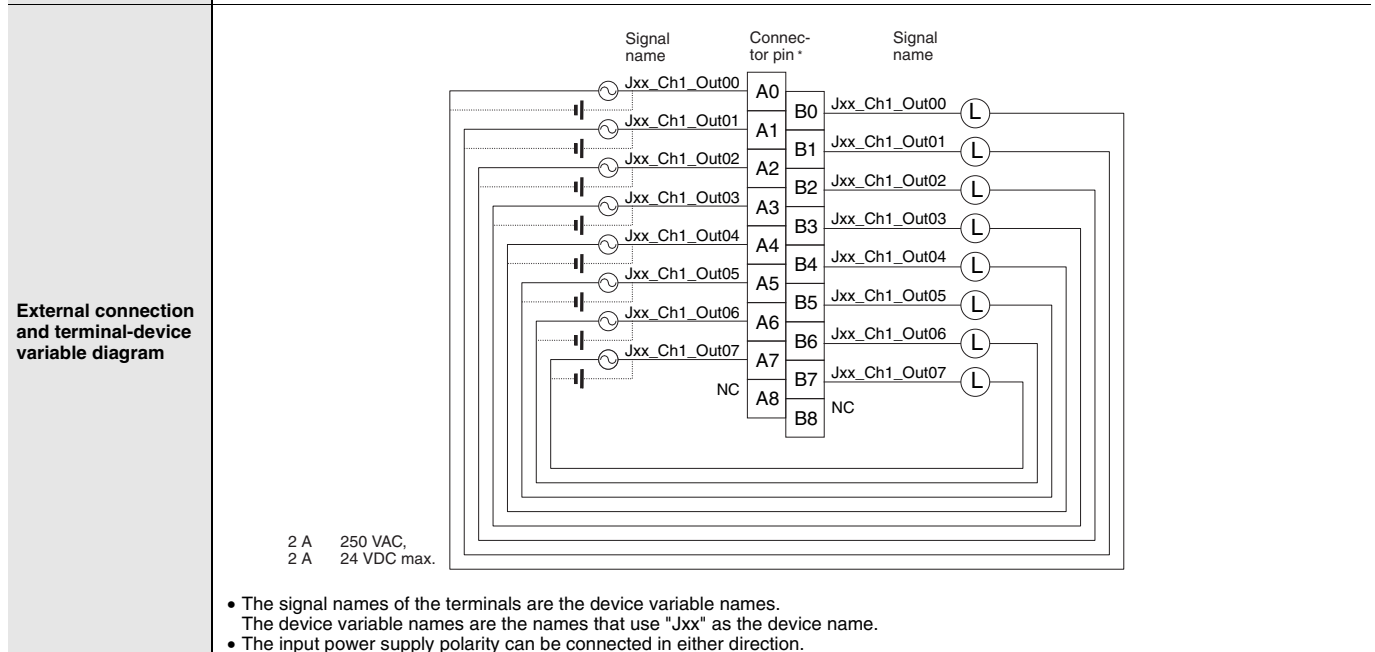 External connection
and terminal-device
variable diagram
Signal
name
Connec-
tor pin *
Signal
name
Jxx_Ch1_Out00
A0
B0
Jxx_Ch1_Out00
L
Jxx_Ch1_Out01
A1
B1
Jxx_Ch1_Out01
L
Jxx_Ch1_Out02
A2
B2
Jxx_Ch1_Out02
L
Jxx_Ch1_Out03
A3
B3
Jxx_Ch1_Out03
L
Jxx_Ch1_Out04
A4
B4
Jxx_Ch1_Out04
L
Jxx_Ch1_Out05
A5
B5
Jxx_Ch1_Out05
L
Jxx_Ch1_Out06
A6
B6
Jxx_Ch1_Out06
L
Jxx_Ch1_Out07
A7
B7
Jxx_Ch1_Out07
L
NC
A8
B8
NC
2 A 250 VAC,
2 A 24 VDC max.
• The signal names of the terminals are the device variable names.
The device variable names are the names that use "Jxx" as the device name.
• The input power supply polarity can be connected in either direction.